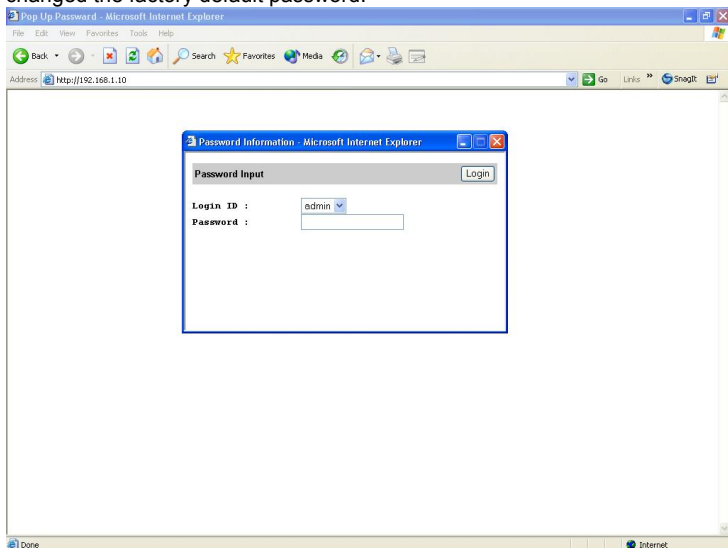 changed the factory default password.
Pop Up Passward - Microsoft Internet Explorer
File Edit View Favorites Tools Help
Back Search Favorites Media
Address http://192.168.1.10 Go Links » SnagIt
Password Information - Microsoft Internet Explorer
Password Input Login
Login ID : admin
Password :
Done Internet